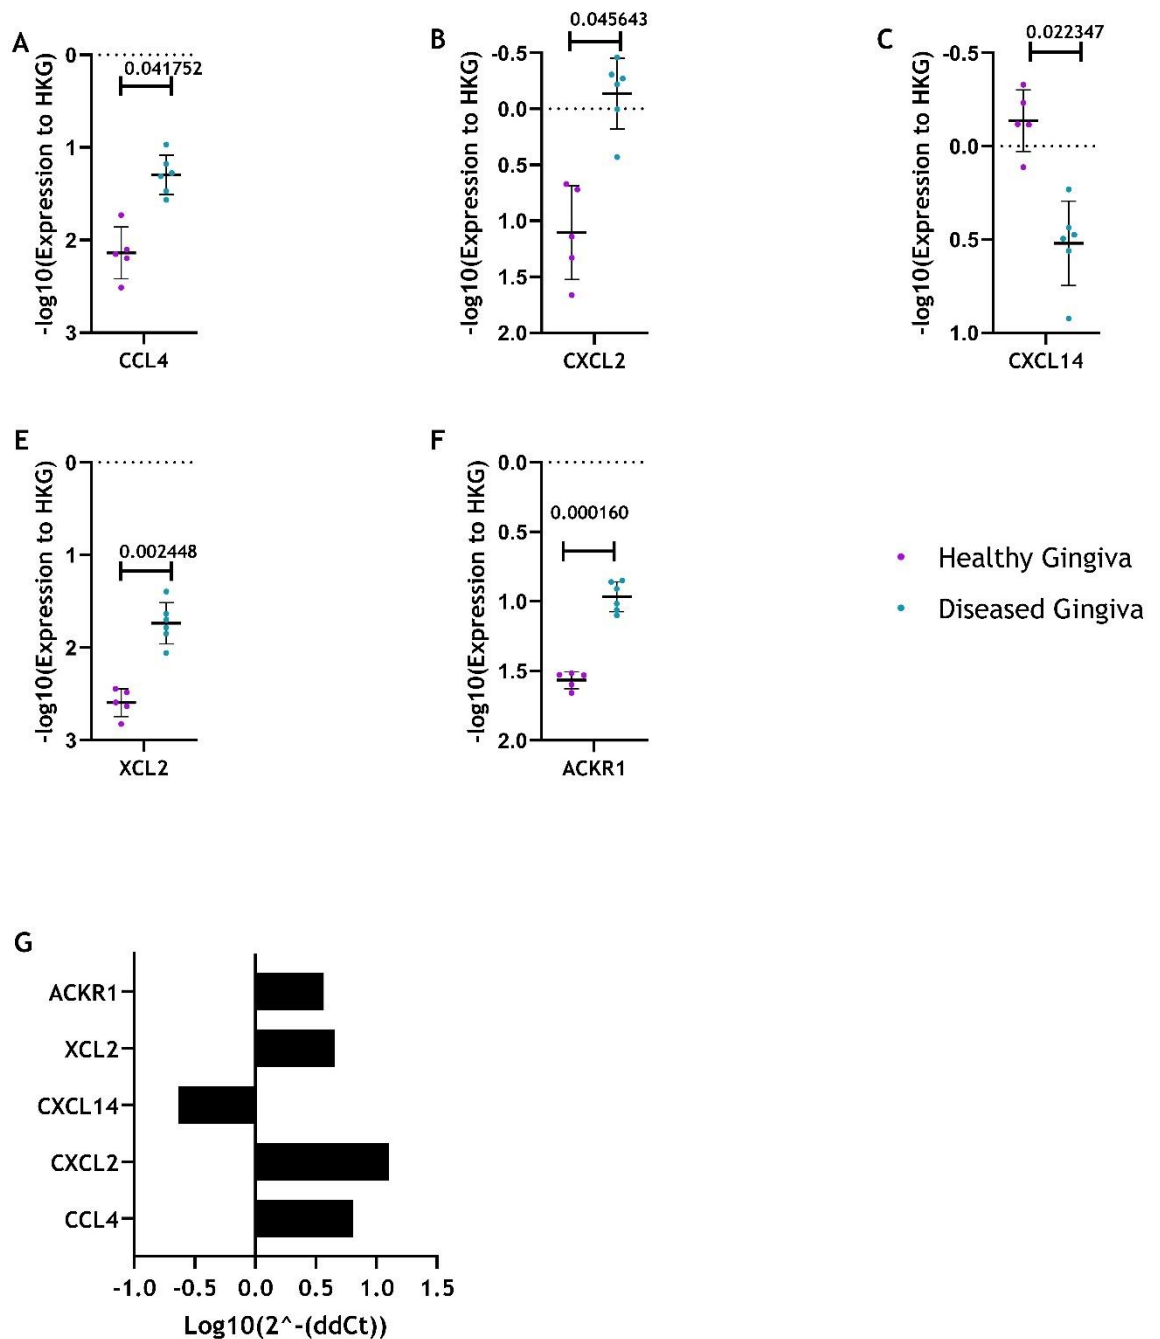 A
-log10(Expression to HKG)
0
1
2
3
0.041752
CCL4
B
-log10(Expression to HKG)
-0.5
0.0
0.5
1.0
1.5
2.0
0.045643
CXCL2
C
-log10(Expression to HKG)
-0.5
0.0
0.5
1.0
0.022347
CXCL14
E
-log10(Expression to HKG)
0
1
2
3
0.002448
XCL2
F
-log10(Expression to HKG)
0.0
0.5
1.0
1.5
2.0
0.000160
ACKR1
Healthy Gingiva
Diseased Gingiva
G
ACKR1
XCL2
CXCL14
CXCL2
CCL4
-1.0 -0.5 0.0 0.5 1.0 1.5
Log10(2^-(ddCt))